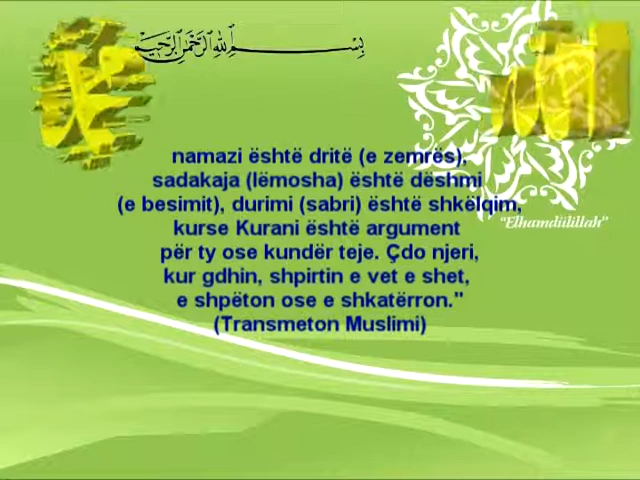 بسم الله الرحمن الرحيم
محمد
الله
namazi është dritë (e zemrës),
sadakaja (lëmosha) është dëshmi
(e besimit), durimi (sabri) është shkëlqim,
"Elhamdülillah"
kurse Kurani është argument
për ty ose kundër teje. Çdo njeri,
kur gdhin, shpirtin e vet e shet,
e shpëton ose e shkatërron."
(Transmeton Muslimi)